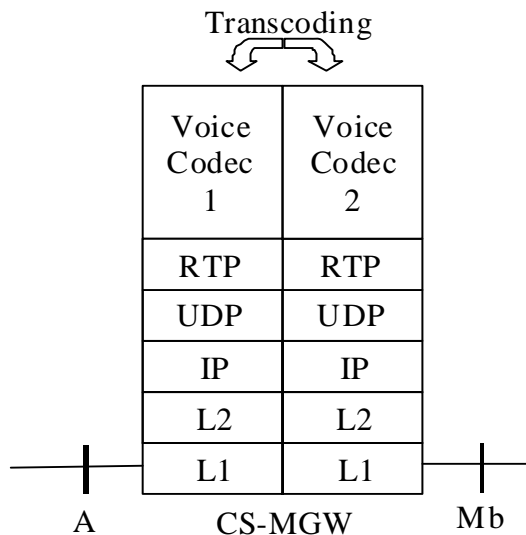 Transcoding
Voice Codec 1
Voice Codec 2
RTP RTP
UDP UDP
IP IP
L2 L2
L1 L1
A CS-MGW Mb